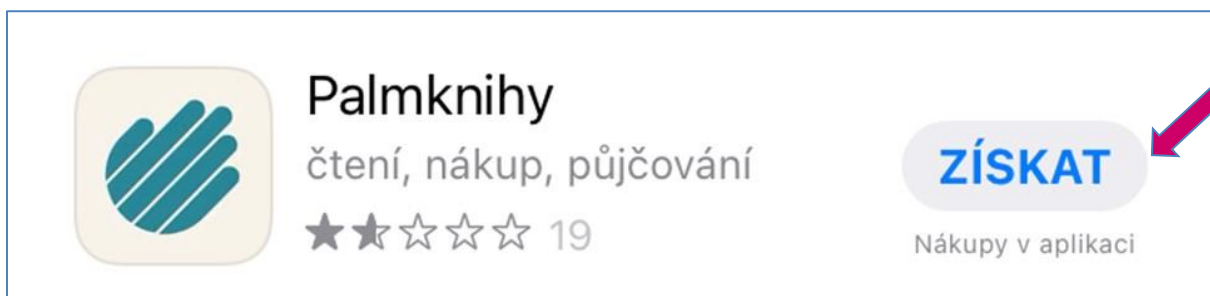 Palmknihy
čtení, nákup, půjčování
19
ZÍSKAT
Nákupy v aplikaci